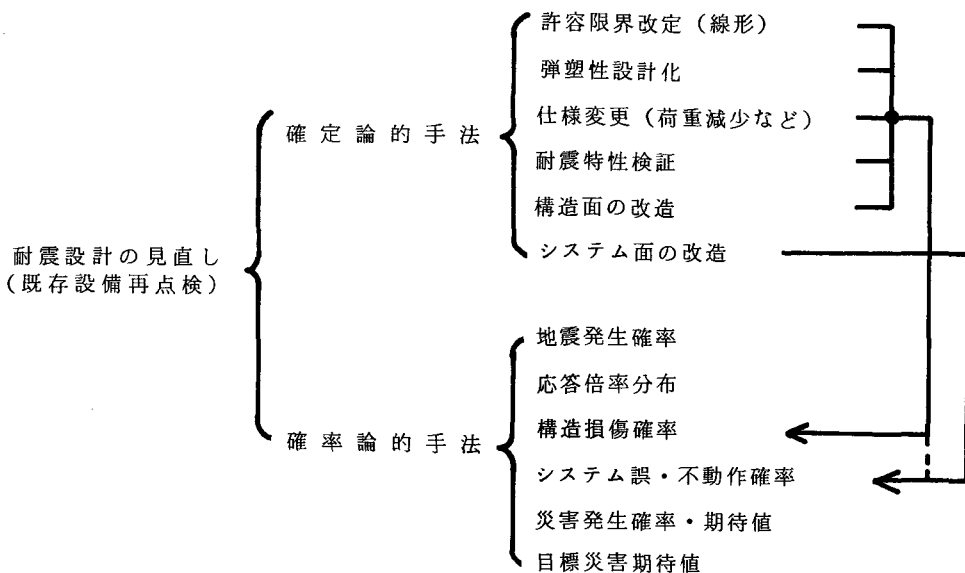 耐震設計の見直し
(既存設備再点検)
確定論的手法
許容限界改定(線形)
弾塑性設計化
仕様変更(荷重減少など)
耐震特性検証
構造面の改造
システム面の改造
確率論的手法
地震発生確率
応答倍率分布
構造損傷確率
システム誤・不動作確率
災害発生確率・期待値
目標災害期待値